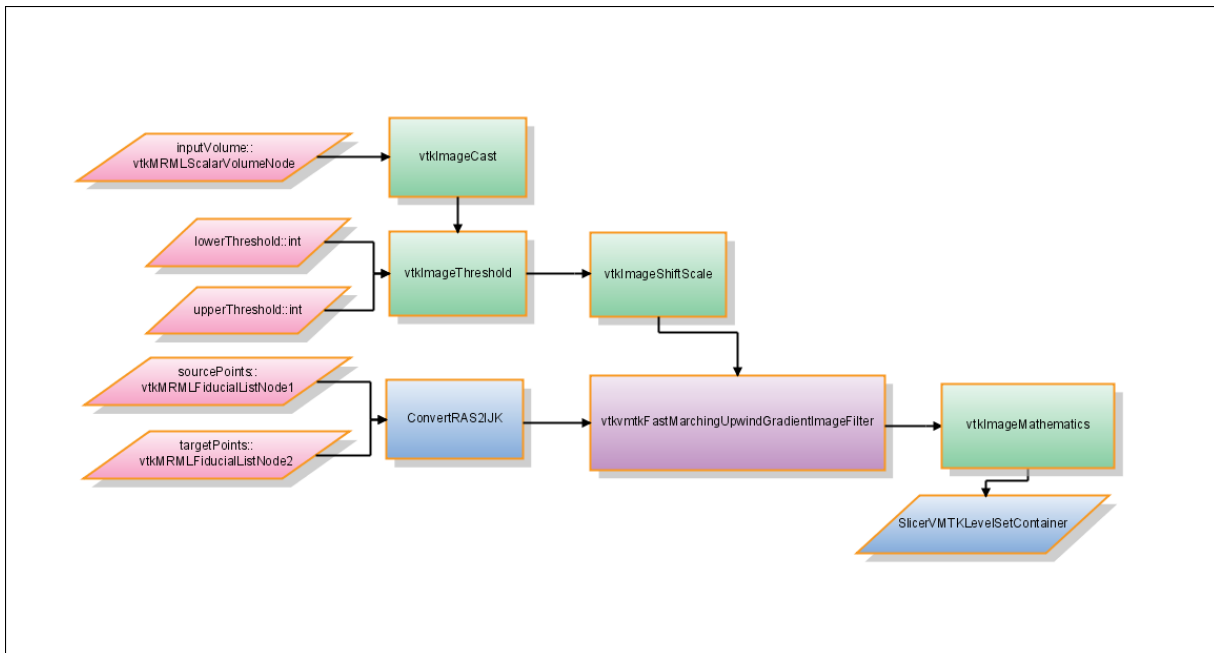 inputVolume::
vtkMRMLScalarVolumeNode
vtkImageCast
lowerThreshold::int
vtkImageThreshold
vtkImageShiftScale
upperThreshold::int
sourcePoints::
vtkMRMLFiducialListNode1
ConvertRAS2IJK
vtkvmtkFastMarchingUpwindGradientImageFilter
vtkImageMathematics
targetPoints::
vtkMRMLFiducialListNode2
SlicerVMTKLevelSetContainer